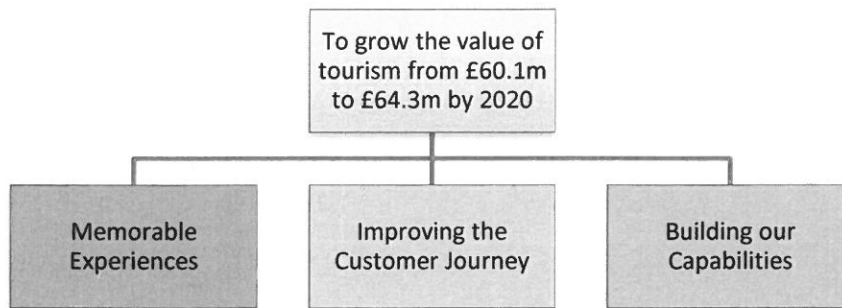 To grow the value of
tourism from £60.1m
to £64.3m by 2020
Memorable
Experiences
Improving the
Customer Journey
Building our
Capabilities